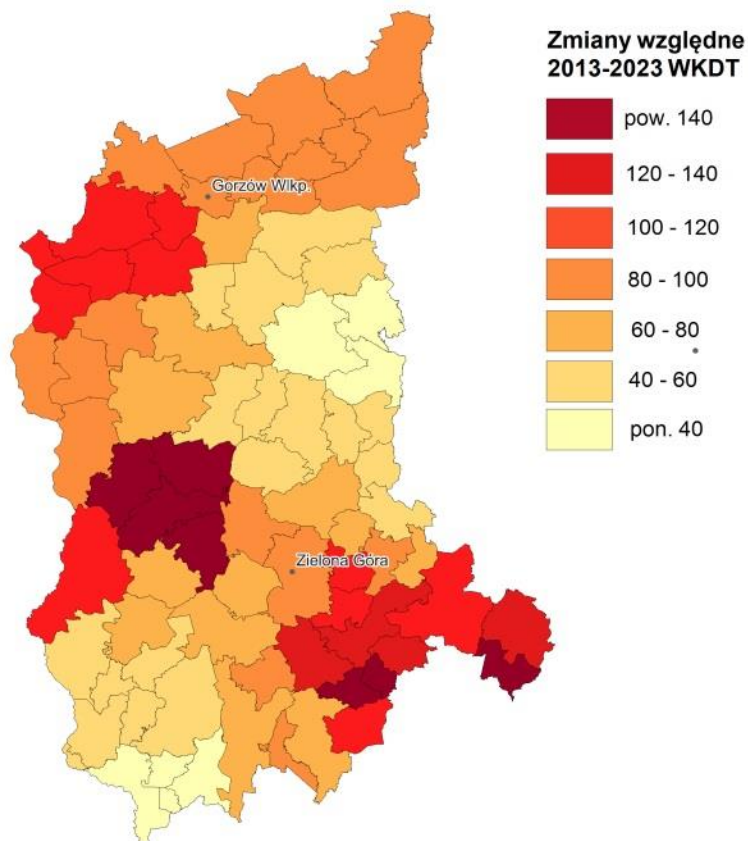 Zmiany względne
2013-2023 WKDT
pow. 140
120 - 140
100 - 120
80 - 100
60 - 80
40 - 60
pon. 40
Gorzów Wlkp.
Zielona Góra